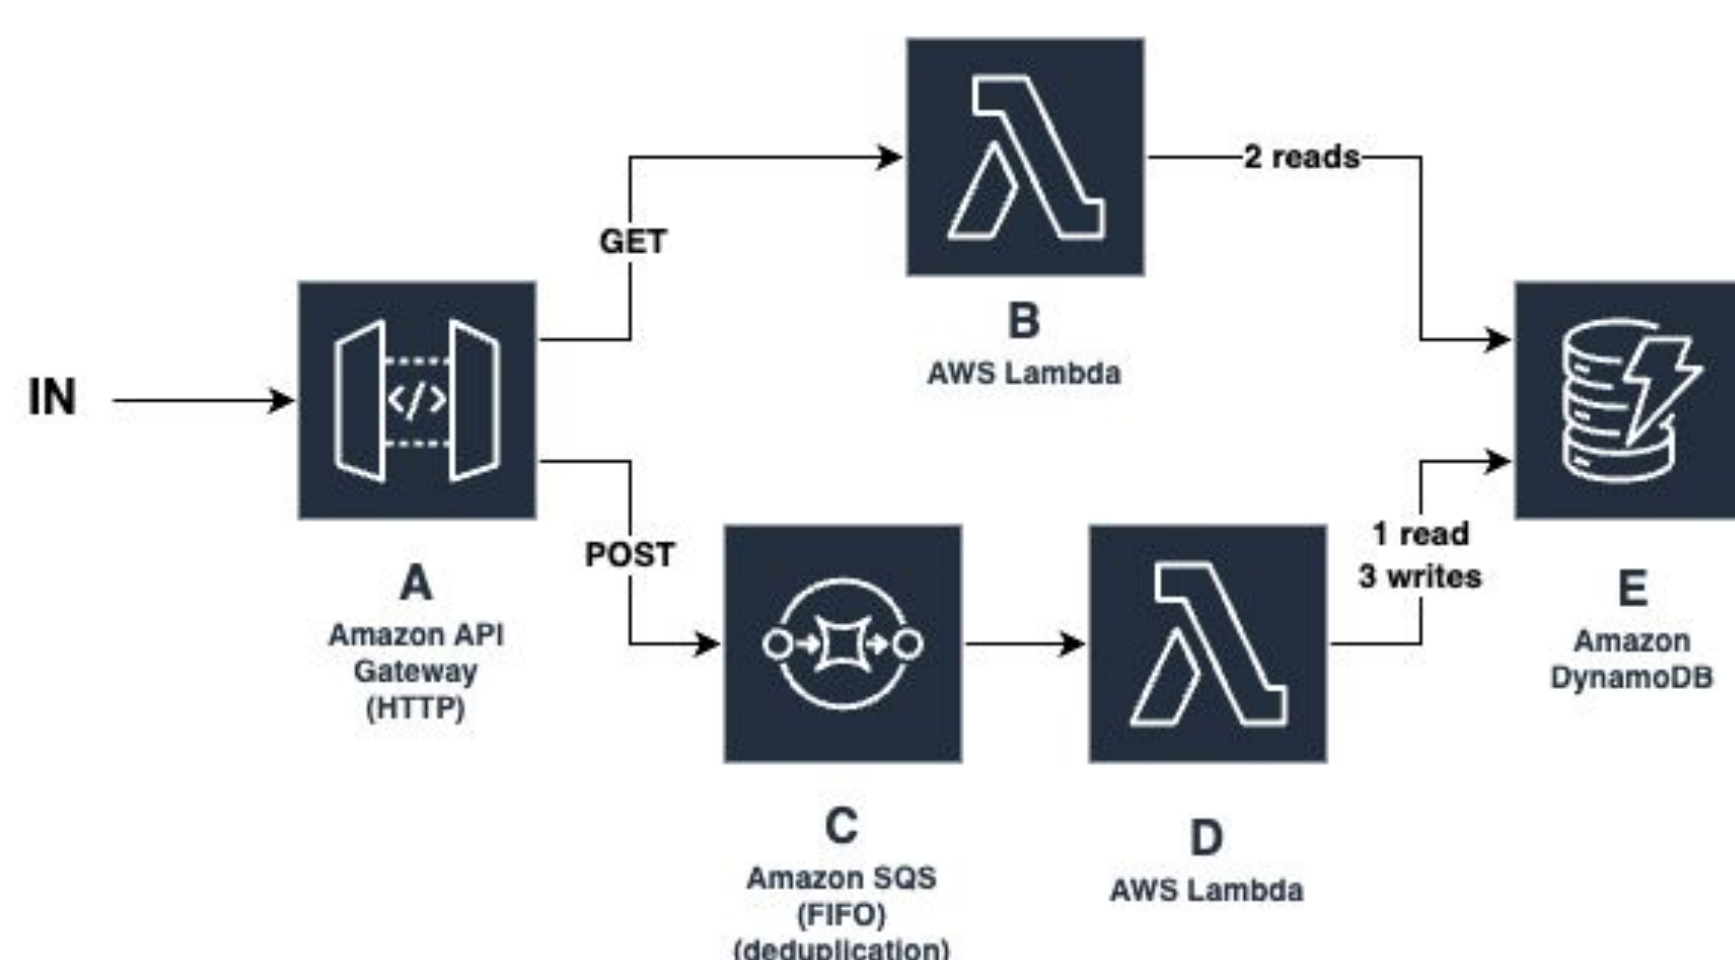 IN
GET
POST
2 reads
1 read
3 writes
A
Amazon API
Gateway
(HTTP)
</>
B
AWS Lambda
C
Amazon SQS
(FIFO)
(deduplication)
D
AWS Lambda
E
Amazon
DynamoDB